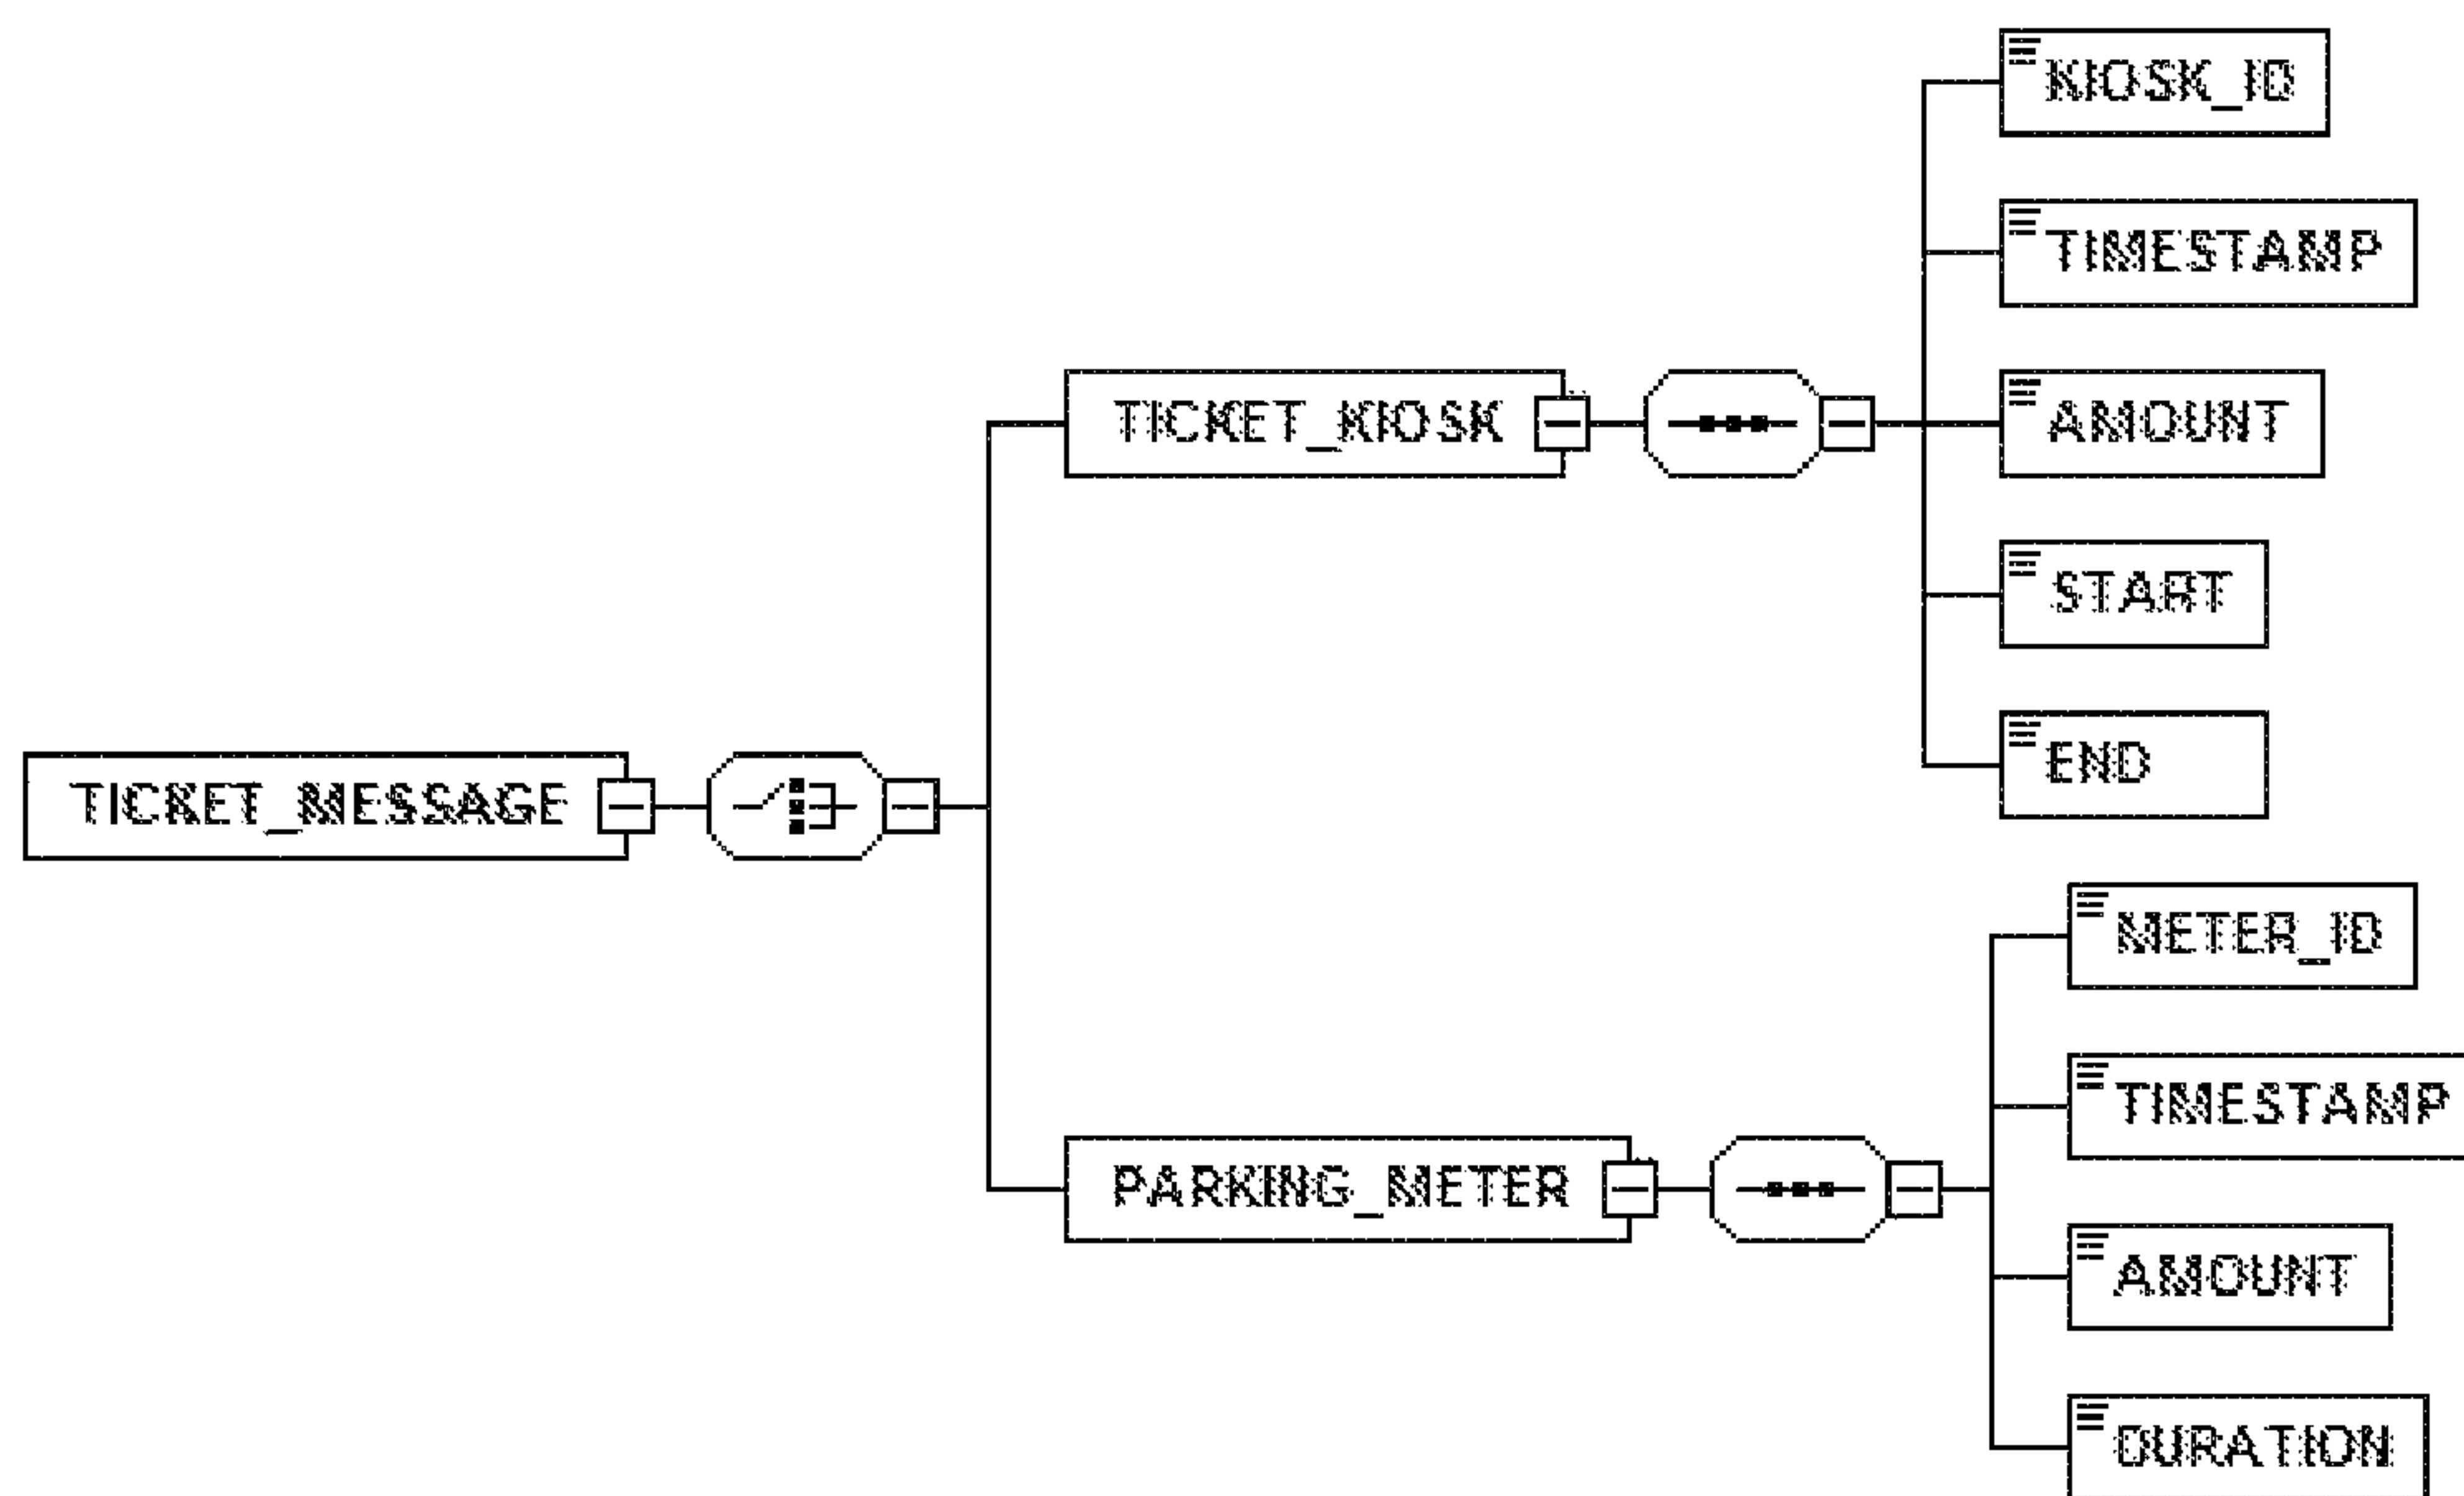 KIOSK_ID
TIMESTAMP
AMOUNT
START
END
TICKET_KIOSK
TICKET_MESSAGE
PARKING_METER
METER_ID
TIMESTAMP
AMOUNT
DURATION